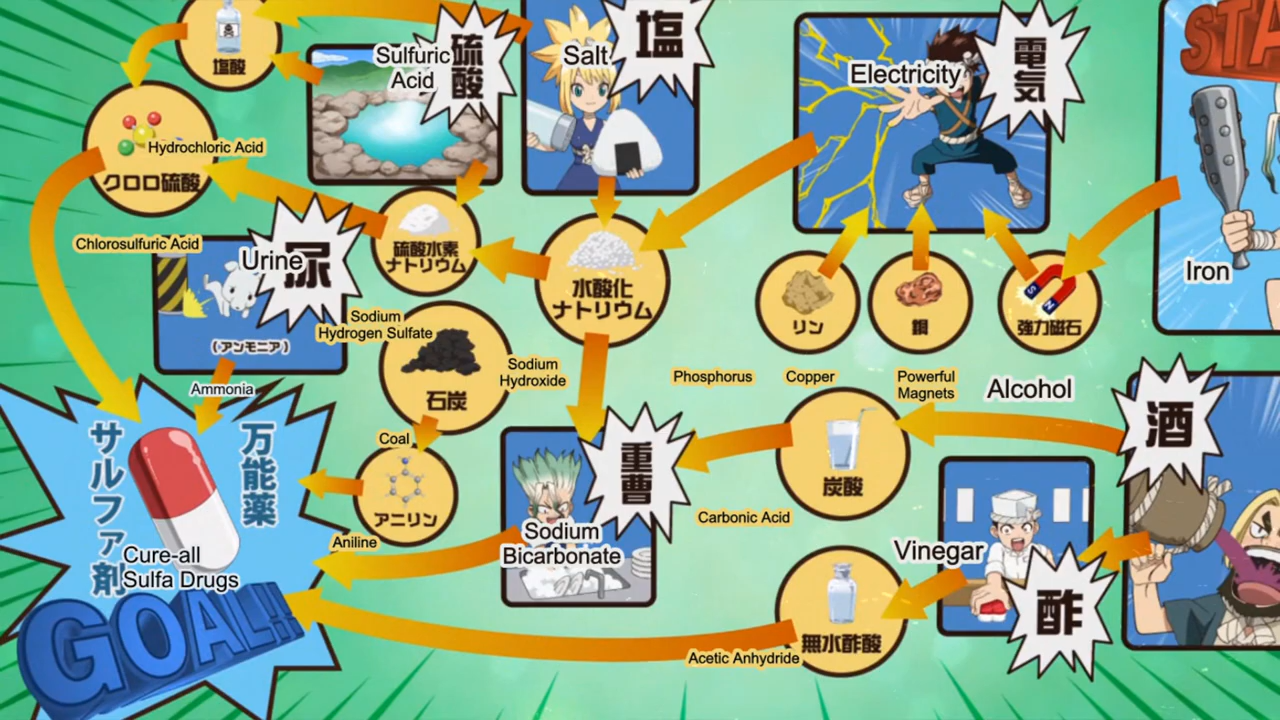 塩酸
Sulfuric
Acid
硫酸
Salt
塩
Electricity
電気
STA
Hydrochloric Acid
クロロ硫酸
Chlorosulfuric Acid
Urine
尿
(アンモニア)
Ammonia
硫酸水素
ナトリウム
Sodium
Hydrogen Sulfate
水酸化
ナトリウム
Sodium
Hydroxide
リン
Phosphorus
銅
Copper
S N
強力磁石
Powerful
Magnets
Iron
石炭
Coal
アニリン
Aniline
重曹
Sodium
Bicarbonate
炭酸
Carbonic Acid
Alcohol
酒
Vinegar
酢
無水酢酸
Acetic Anhydride
万能薬
サルファ剤
Cure-all
Sulfa Drugs
GOAL!!